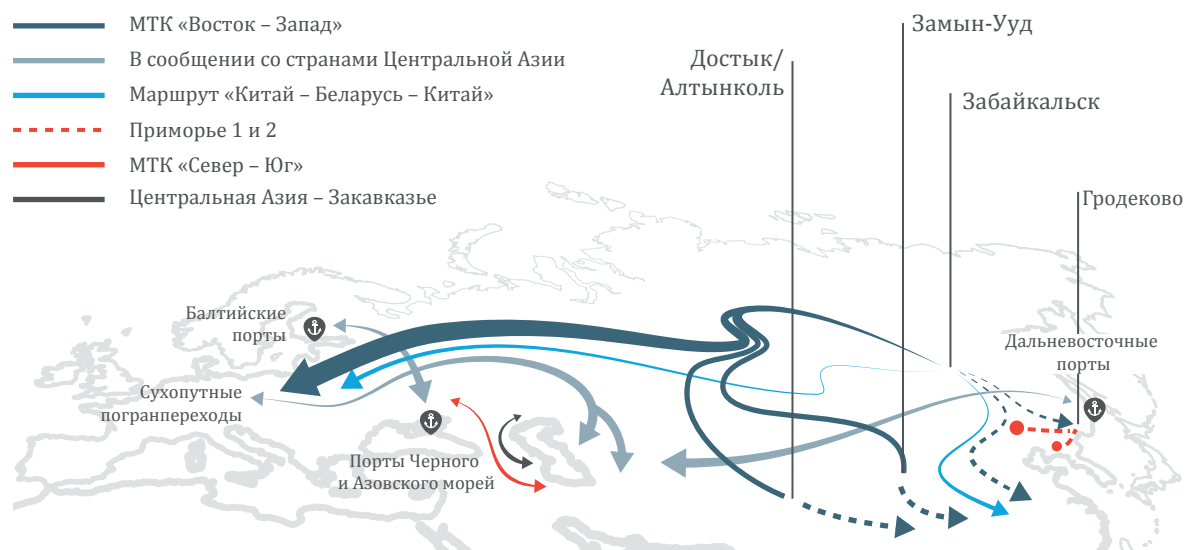 МТК «Восток – Запад»
В сообщении со странами Центральной Азии
Маршрут «Китай – Беларусь – Китай»
Приморье 1 и 2
МТК «Север – Юг»
Центральная Азия – Закавказье
Достык/
Алтынколь
Замын-Ууд
Забайкальск
Гродеково
Балтийские
порты
Сухопутные
погранпереходы
Порты Черного
и Азовского морей
Дальневосточные
порты